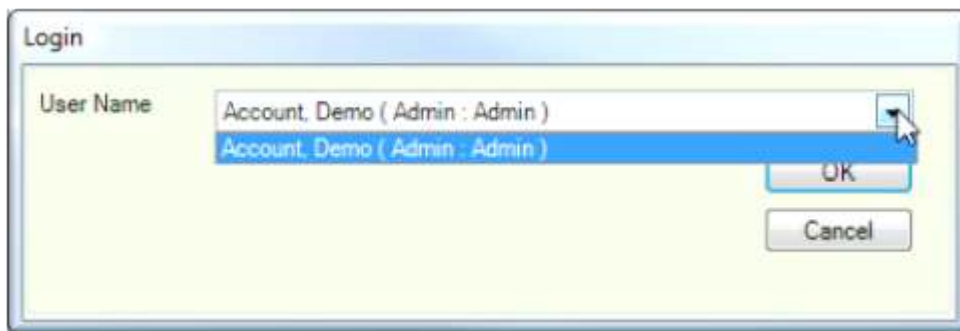 Login
User Name
Account, Demo ( Admin : Admin )
Account, Demo ( Admin : Admin )
OK
Cancel